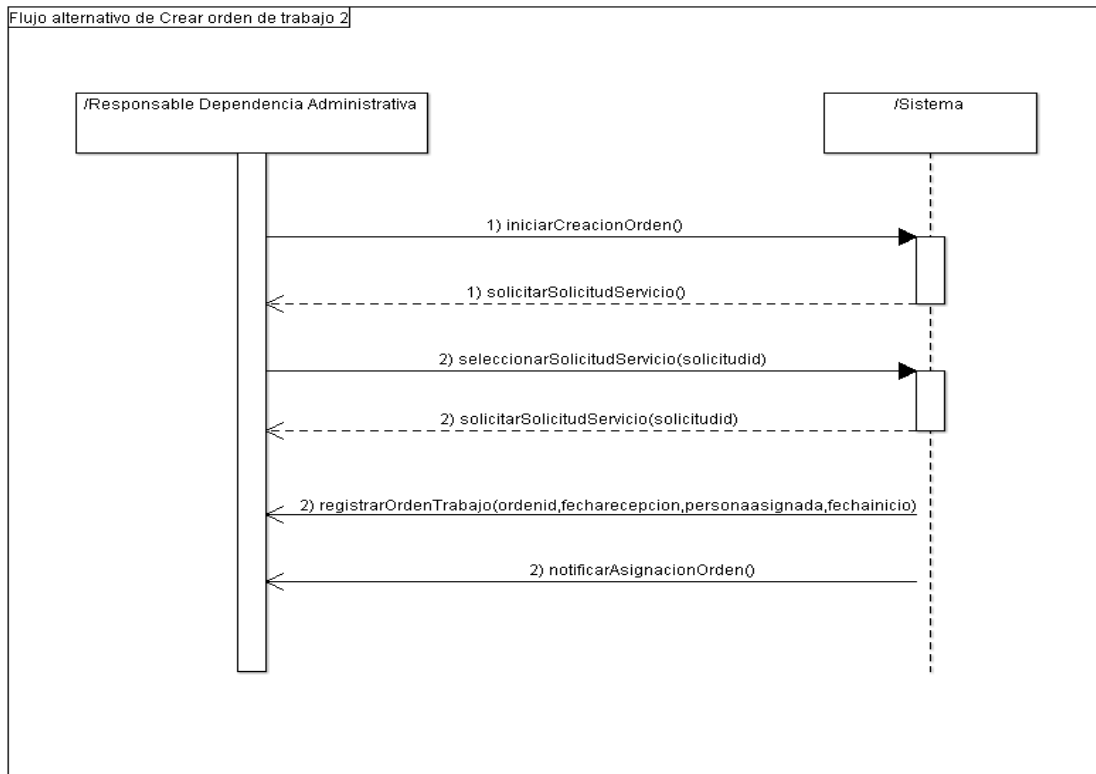 Flujo alternativo de Crear orden de trabajo 2
/Responsable Dependencia Administrativa
/Sistema
1) iniciarCreacionOrden()
1) solicitarSolicitudServicio()
2) seleccionarSolicitudServicio(solicitudid)
2) solicitarSolicitudServicio(solicitudid)
2) registrarOrdenTrabajo(ordenid,fecharecepcion,personaasignada,fechainicio)
2) notificarAsignacionOrden()